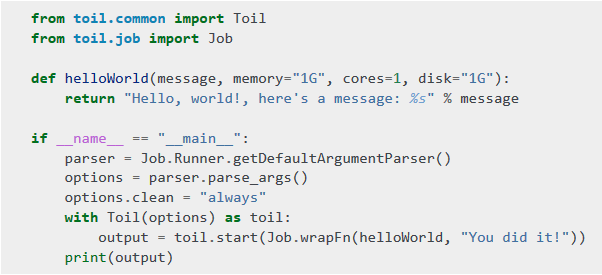 from toil.common import Toil
from toil.job import Job

def helloWorld(message, memory="1G", cores=1, disk="1G"):
    return "Hello, world!, here's a message: %s" % message

if __name__ == "__main__":
    parser = Job.Runner.getDefaultArgumentParser()
    options = parser.parse_args()
    options.clean = "always"
    with Toil(options) as toil:
        output = toil.start(Job.wrapFn(helloWorld, "You did it!"))
    print(output)